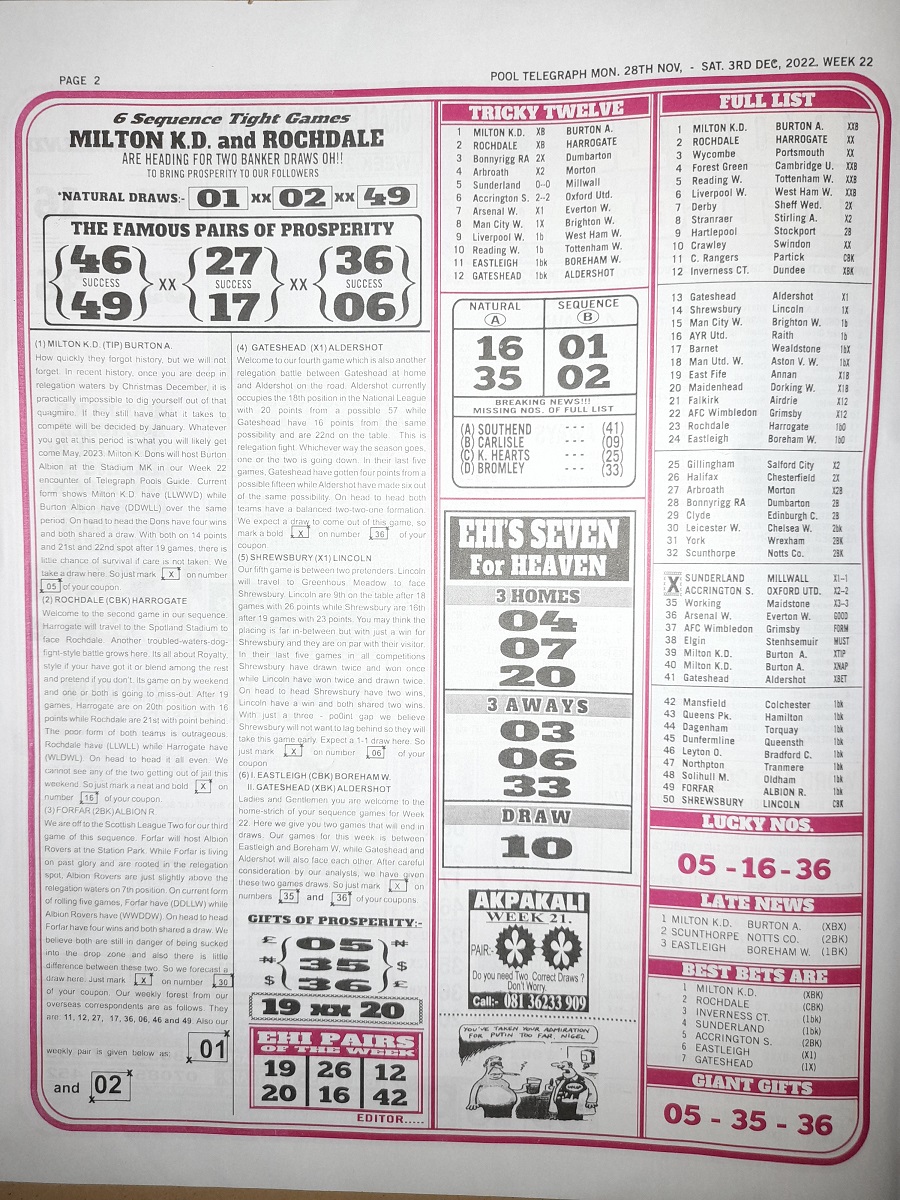 PAGE 2
POOL TELEGRAPH MON. 28TH NOV, - SAT. 3RD DEC, 2022. WEEK 22
6 Sequence Tight Games
MILTON K.D. and ROCHDALE
ARE HEADING FOR TWO BANKER DRAWS OH!!
TO BRING PROSPERITY TO OUR FOLLOWERS
*NATURAL DRAWS:- 01 xx 02 xx 49
THE FAMOUS PAIRS OF PROSPERITY
46 27 36
SUCCESS XX SUCCESS XX SUCCESS
49 17 06
(1) MILTON K.D. (TIP) BURTON A.
How quickly they forgot history, but we will not
forget. In recent history, once you are deep in
relegation waters by Christmas December, it is
practically impossible to dig yourself out of that
quagmire. If they still have what it takes to
compete will be decided by January. Whatever
you get at this period is what you will likely get
come May, 2023. Milton K. Dons will host Burton
Albion at the Stadium MK in our Week 22
encounter of Telegraph Pools Guide. Current
form shows Milton K.D. have (LLWWD) while
Burton Albion have (DDWLL) over the same
period. On head to head the Dons have four wins
and both shared a draw. With both on 14 points
and 21st and 22nd spot after 19 games, there is
little chance of survival if care is not taken. We
take a draw here. So just mark X on number
05 of your coupon.
(2) ROCHDALE (CBK) HARROGATE
Welcome to the second game in our sequence.
Harrogate will travel to the Spotland Stadium to
face Rochdale. Another troubled-waters-dog-
fight-style battle grows here. Its all about Royalty,
style if your have got it or blend among the rest
and pretend if you don't. Its game on by weekend
and one or both is going to miss-out. After 19
games, Harrogate are on 20th position with 16
points while Rochdale are 21st with point behind.
The poor form of both teams is outrageous.
Rochdale have (LLWLL) while Harrogate have
(WLDWL). On head to head it all even. We
cannot see any of the two getting out of jail this
weekend. So just mark a neat and bold X on
number 16 of your coupon.
(3) FORFAR (2BK) ALBION R.
We are off to the Scottish League Two for our third
game of this sequence. Forfar will host Albion
Rovers at the Station Park. While Forfar is living
on past glory and are rooted in the relegation
spot, Albion Rovers are just slightly above the
relegation waters on 7th position. On current form
of rolling five games, Forfar have (DDLLW) while
Albion Rovers have (WWDDW). On head to head
Forfar have four wins and both shared a draw. We
believe both are still in danger of being sucked
into the drop zone and also there is little
difference between these two. So we forecast a
draw here. Just mark X on number 30
of your coupon. Our weekly forest from our
overseas correspondents are as follows. They
are 11, 12, 27, 17, 36, 06, 46 and 49. Also our
weekly pair is given below as: 01
and 02
(4) GATESHEAD (X1) ALDERSHOT
Welcome to our fourth game which is also another
relegation battle between Gateshead at home
and Aldershot on the road. Aldershot currently
occupies the 18th position in the National League
with 20 points from a possible 57 while
Gateshead have 16 points from the same
possibility and are 22nd on the table. This is
relegation fight. Whichever way the season goes,
one or the two is going down. In their last five
games, Gateshead have gotten four points from a
possible fifteen while Aldershot have made six out
of the same possibility. On head to head both
teams have a balanced two-two-one formation.
We expect a draw to come out of this game, so
mark a bold X on number 36 of your
coupon.
(5) SHREWSBURY (X1) LINCOLN
Our fifth game is between two pretenders. Lincoln
will travel to Greenhous Meadow to face
Shrewsbury. Lincoln are 9th on the table after 18
games with 26 points while Shrewsbury are 16th
after 19 games with 23 points. You may think the
placing is far in-between but with just a win for
Shrewsbury and they are on par with their visitor.
In their last five games in all competitions
Shrewsbury have drawn twice and won once
while Lincoln have won twice and drawn twice.
On head to head Shrewsbury have two wins,
Lincoln have a win and both shared two wins.
With just a three - po0int gap we believe
Shrewsbury will not want to lag behind so they will
take this game early. Expect a 1-1 draw here. So
just mark X on number 06 of your
coupon
(6) I. EASTLEIGH (CBK) BOREHAM W.
II. GATESHEAD (XBK) ALDERSHOT
Ladies and Gentlemen you are welcome to the
home-strich of your sequence games for Week
22. Here we give you two games that will end in
draws. Our games for this week is between
Eastleigh and Boreham W, while Gateshead and
Aldershot will also face each other. After careful
consideration by our analysts, we have given
these two games draws. So just mark X on
numbers 35 and 36 of your coupons.
GIFTS OF PROSPERITY:-
£ 05 ₦
₦ 35 $
$ 36 £
19 xx 20
EHI PAIRS
OF THE WEEK
19 26 12
20 16 42
EDITOR.....
TRICKY TWELVE
1 MILTON K.D. XB BURTON A.
2 ROCHDALE XB HARROGATE
3 Bonnyrigg RA 2X Dumbarton
4 Arbroath X2 Morton
5 Sunderland 0--0 Millwall
6 Accrington S. 2--2 Oxford Utd.
7 Arsenal W. X1 Everton W.
8 Man City W. 1X Brighton W.
9 Liverpool W. 1b West Ham W.
10 Reading W. 1b Tottenham W.
11 EASTLEIGH 1bk BOREHAM W.
12 GATESHEAD 1bk ALDERSHOT
NATURAL SEQUENCE
A B
16 01
35 02
BREAKING NEWS!!!
MISSING NOS. OF FULL LIST
(A) SOUTHEND --- (41)
(B) CARLISLE --- (09)
(C) K. HEARTS --- (25)
(D) BROMLEY --- (33)
EHI'S SEVEN
For HEAVEN
3 HOMES
04
07
20
3 AWAYS
03
06
33
DRAW
10
AKPAKALI
WEEK 21.
PAIR:-
Do you need Two Correct Draws?
Don't Worry.
Call:- 081 36233 909
YOU'VE TAKEN YOUR ADMIRATION
FOR PUTIN TOO FAR, NIGEL
FULL LIST
1 MILTON K.D. BURTON A. XXB
2 ROCHDALE HARROGATE XX
3 Wycombe Portsmouth XX
4 Forest Green Cambridge U. XXB
5 Reading W. Tottenham W. XXB
6 Liverpool W. West Ham W. XXB
7 Derby Sheff Wed. 2X
8 Stranraer Stirling A. X2
9 Hartlepool Stockport 2B
10 Crawley Swindon XX
11 C. Rangers Partick CBK
12 Inverness CT. Dundee XBK
13 Gateshead Aldershot X1
14 Shrewsbury Lincoln 1X
15 Man City W. Brighton W. 1b
16 AYR Utd. Raith 1b
17 Barnet Wealdstone 1bX
18 Man Utd. W. Aston V. W. 1bX
19 East Fife Annan X1B
20 Maidenhead Dorking W. X1B
21 Falkirk Airdrie X12
22 AFC Wimbledon Grimsby X12
23 Rochdale Harrogate 1b0
24 Eastleigh Boreham W. 1b0
25 Gillingham Salford City X2
26 Halifax Chesterfield 2X
27 Arbroath Morton X2B
28 Bonnyrigg RA Dumbarton 2B
29 Clyde Edinburgh C. 2B
30 Leicester W. Chelsea W. 2bk
31 York Wrexham 2BK
32 Scunthorpe Notts Co. 2BK
X SUNDERLAND MILLWALL X1-1
ACCRINGTON S. OXFORD UTD. X2-2
35 Working Maidstone X3-3
36 Arsenal W. Everton W. GOOD
37 AFC Wimbledon Grimsby FORM
38 Elgin Stenhsemuir MUST
39 Milton K.D. Burton A. XTIP
40 Milton K.D. Burton A. XNAP
41 Gateshead Aldershot XBET
42 Mansfield Colchester 1bk
43 Queens Pk. Hamilton 1bk
44 Dagenham Torquay 1bk
45 Dunfermline Queensth 1bk
46 Leyton O. Bradford C. 1bk
47 Northpton Tranmere 1bk
48 Solihull M. Oldham 1bk
49 FORFAR ALBION R. 1bk
50 SHREWSBURY LINCOLN CBK
LUCKY NOS.
05 -16 -36
LATE NEWS
1 MILTON K.D. BURTON A. (XBX)
2 SCUNTHORPE NOTTS CO. (2BK)
3 EASTLEIGH BOREHAM W. (1BK)
BEST BETS ARE
1 MILTON K.D. (XBK)
2 ROCHDALE (CBK)
3 INVERNESS CT. (1bk)
4 SUNDERLAND (1bk)
5 ACCRINGTON S. (2BK)
6 EASTLEIGH (X1)
7 GATESHEAD (1X)
GIANT GIFTS
05 - 35 - 36